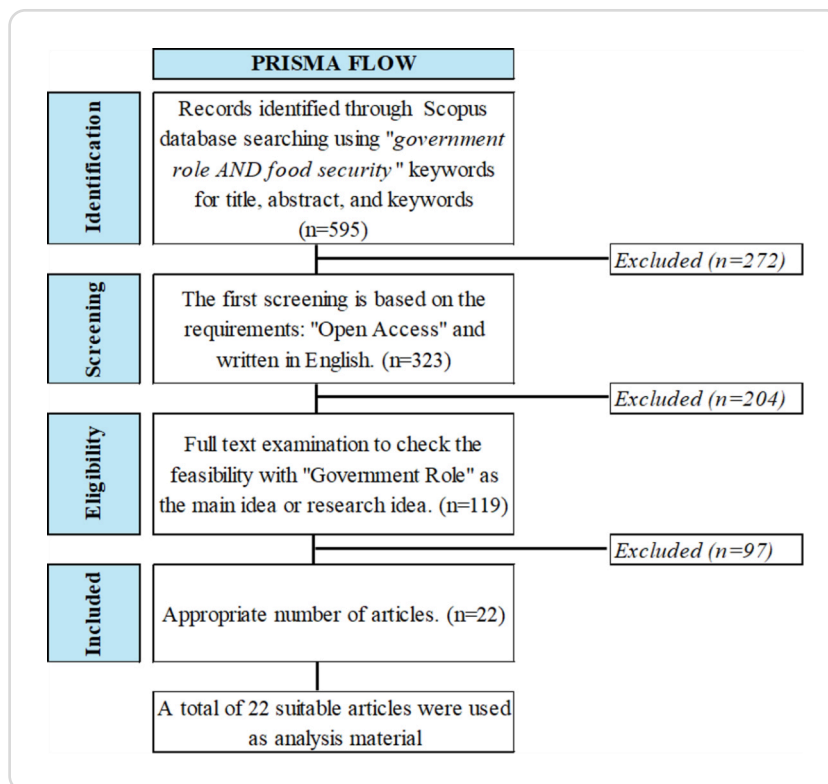 PRISMA FLOW
Identification
Records identified through Scopus
database searching using "government
role AND food security" keywords
for title, abstract, and keywords
(n=595)
Excluded (n=272)
Screening
The first screening is based on the
requirements: "Open Access" and
written in English. (n=323)
Excluded (n=204)
Eligibility
Full text examination to check the
feasibility with "Government Role" as
the main idea or research idea. (n=119)
Excluded (n=97)
Included
Appropriate number of articles. (n=22)
A total of 22 suitable articles were used
as analysis material